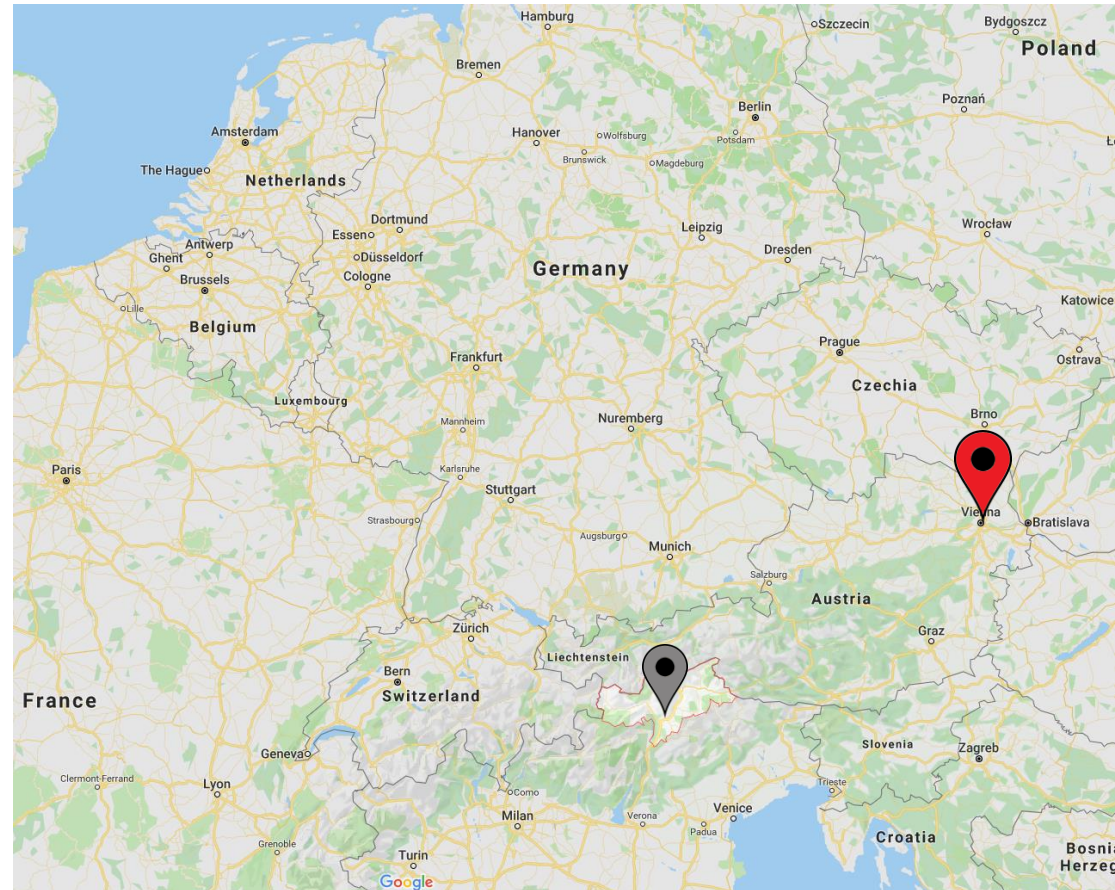 Hamburg
Szczecin
Bydgoszcz
Poland
Bremen
Berlin
Poznań
Amsterdam
Hanover
Wolfsburg
Potsdam
Brunswick
Magdeburg
The Hague
Netherlands
Dortmund
Essen
Leipzig
Wrocław
Antwerp
Ghent
Düsseldorf
Dresden
Cologne
Germany
Brussels
Lille
Belgium
Katowice
Prague
Ostrava
Frankfurt
Czechia
Luxembourg
Mannheim
Nuremberg
Brno
Paris
Karlsruhe
Stuttgart
Strasbourg
Vienna
Bratislava
Augsburg
Munich
Salzburg
Austria
Zürich
Graz
Liechtenstein
Bern
Switzerland
France
Geneva
Slovenia
Zagreb
Clermont-Ferrand
Lyon
Trieste
Como
Milan
Venice
Verona
Padua
Croatia
Grenoble
Turin
Bosni
Herzeg
Google